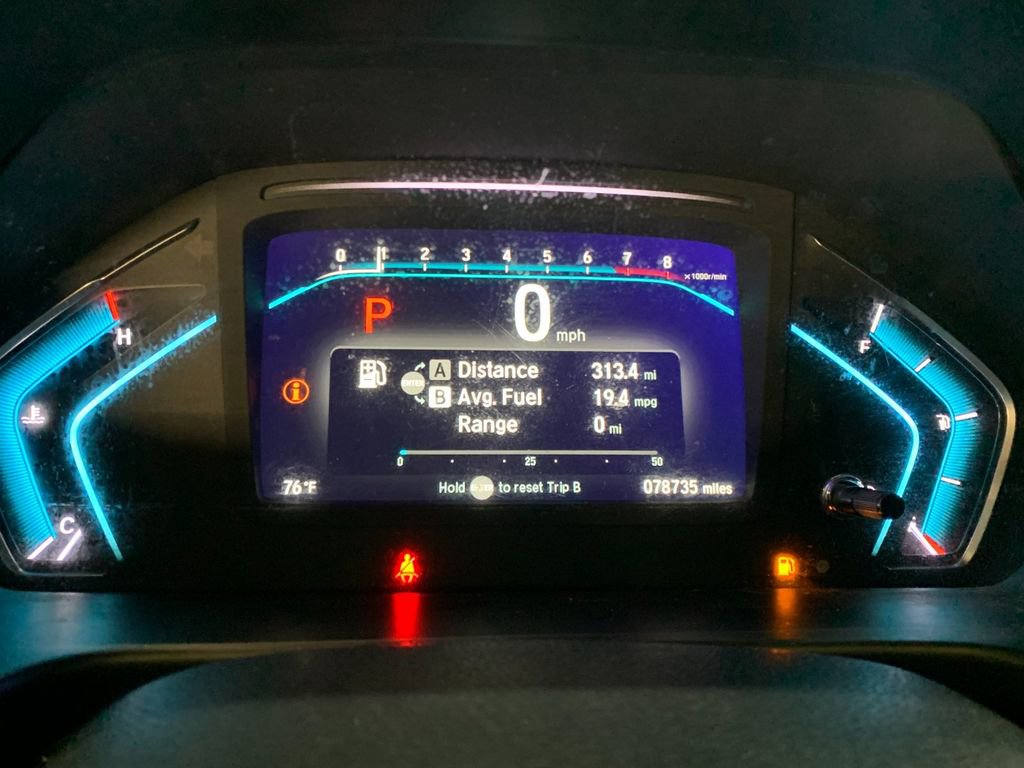 0 1 2 3 4 5 6 7 8
×1000r/min
P 0 mph
H
F
A Distance 313.4 mi
ENTER
B Avg. Fuel 19.4 mpg
Range 0 mi
0 25 50
76°F Hold to reset Trip B 078735 miles
C